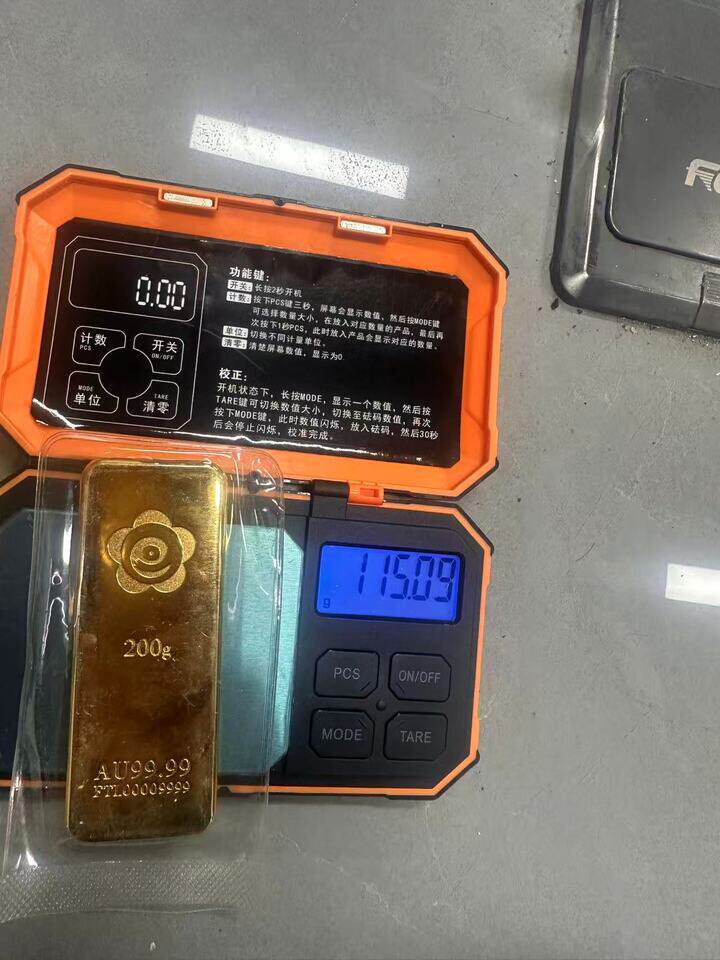 0.00
计数
PCS
开关
ON/OFF
MODE
单位
TARE
清零
功能键:
开关: 长按2秒开机
计数: 按下PCS键三秒，屏幕会显示数值，然后按MODE键
可选择数量大小，在放入对应数量的产品，最后再
次按下1秒PCS，此时放入产品会显示对应的数量、
单位: 切换不同计量单位。
清零: 清楚屏幕数值，显示为0
校正:
开机状态下，长按MODE，显示一个数值，然后按
TARE键可切换数值大小，切换至砝码数值，再次
按下MODE键，此时数值闪烁，放入砝码，然后30秒
后会停止闪烁，校准完成。
200g
AU99.99
FTL00009999
115.09
g
PCS
ON/OFF
MODE
TARE